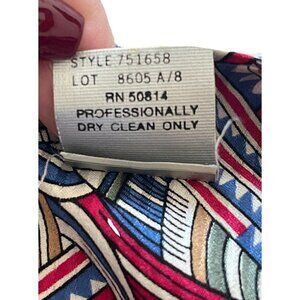 STYLE 751658
LOT 8605 A/8
RN 50814
PROFESSIONALLY
DRY CLEAN ONLY